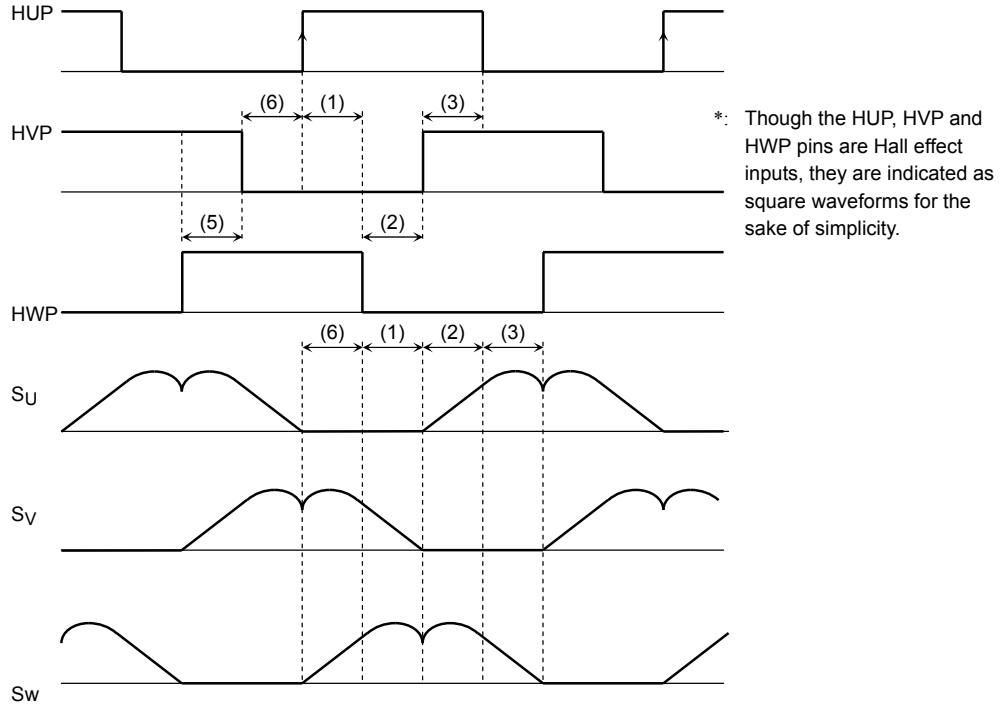 HUP
(6) (1) (3)
HVP
*: Though the HUP, HVP and
HWP pins are Hall effect
inputs, they are indicated as
square waveforms for the
sake of simplicity.
(5) (2)
HWP
(6) (1) (2) (3)
SU
SV
Sw